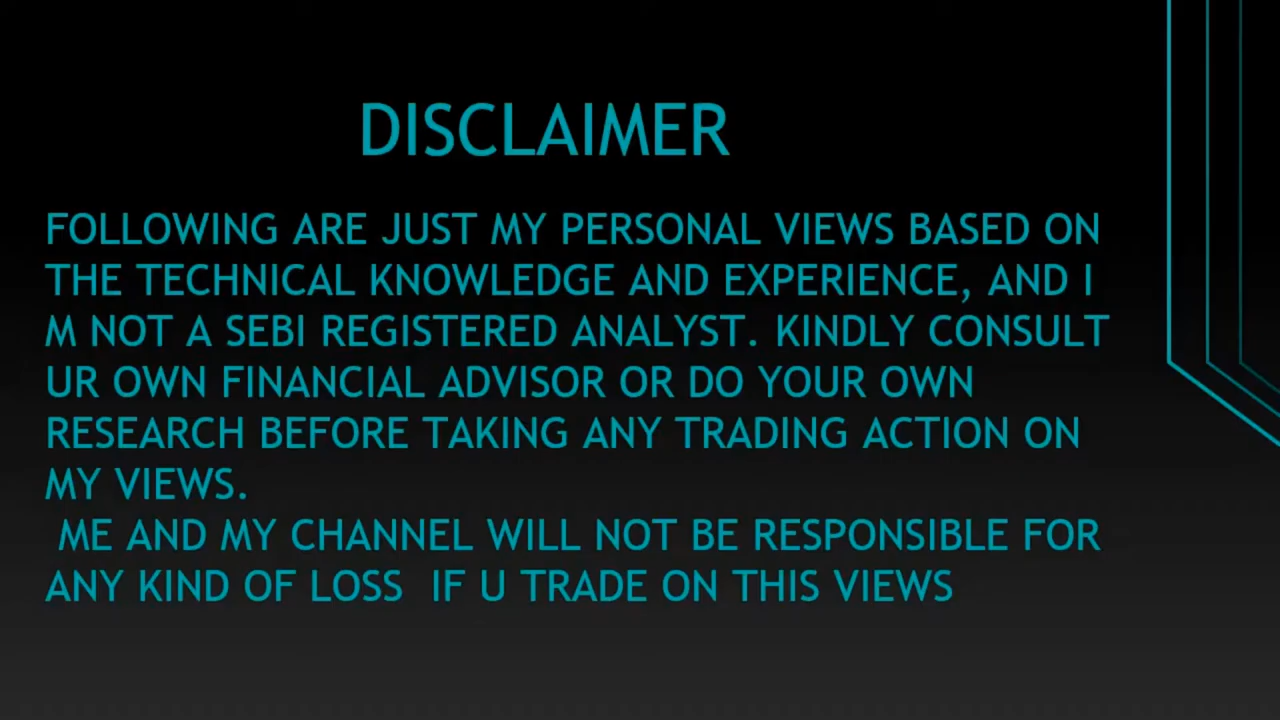 DISCLAIMER
FOLLOWING ARE JUST MY PERSONAL VIEWS BASED ON
THE TECHNICAL KNOWLEDGE AND EXPERIENCE, AND I
M NOT A SEBI REGISTERED ANALYST. KINDLY CONSULT
UR OWN FINANCIAL ADVISOR OR DO YOUR OWN
RESEARCH BEFORE TAKING ANY TRADING ACTION ON
MY VIEWS.
ME AND MY CHANNEL WILL NOT BE RESPONSIBLE FOR
ANY KIND OF LOSS  IF U TRADE ON THIS VIEWS